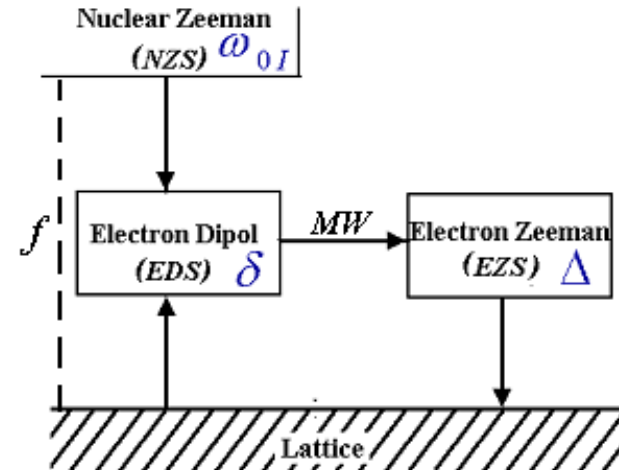 Nuclear Zeeman
(NZS) ω0I
f
Electron Dipol
(EDS) δ
MW
Electron Zeeman
(EZS) Δ
Lattice